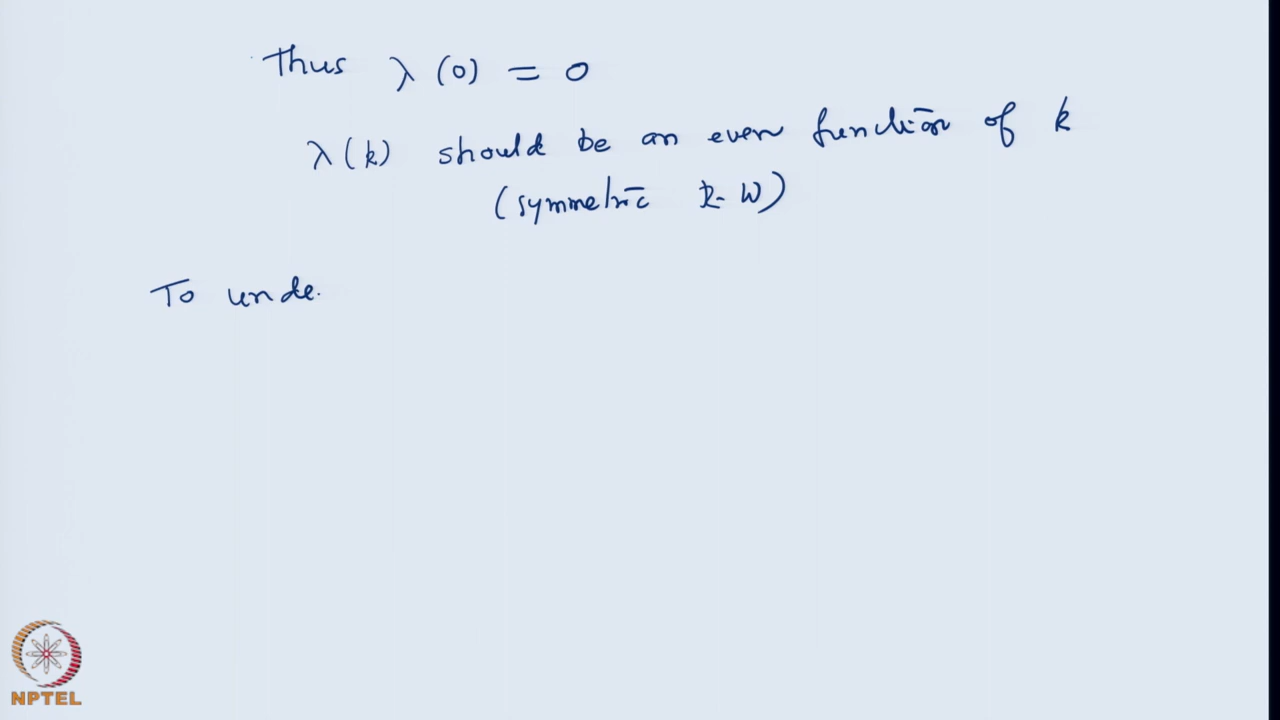 Thus λ (0) = 0
λ(k) should be an even function of k
(symmetric R-W)
To unde.
NPTEL